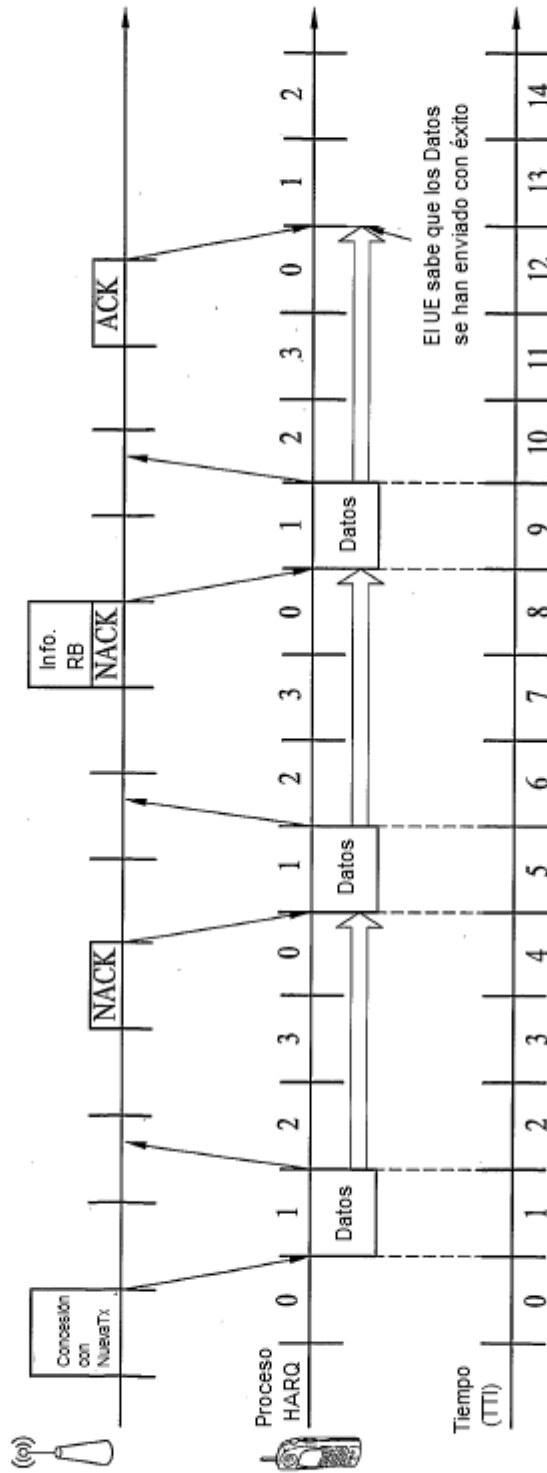 Concesión
con
NuevaTx
NACK
Info.
RB
NACK
ACK
Proceso
HARQ
0 1 2 3 0 1 2 3 0 1 2 3 0 1 2
Datos
Datos
Datos
El UE sabe que los Datos
se han enviado con éxito
Tiempo
(TTI)
0 1 2 3 4 5 6 7 8 9 10 11 12 13 14